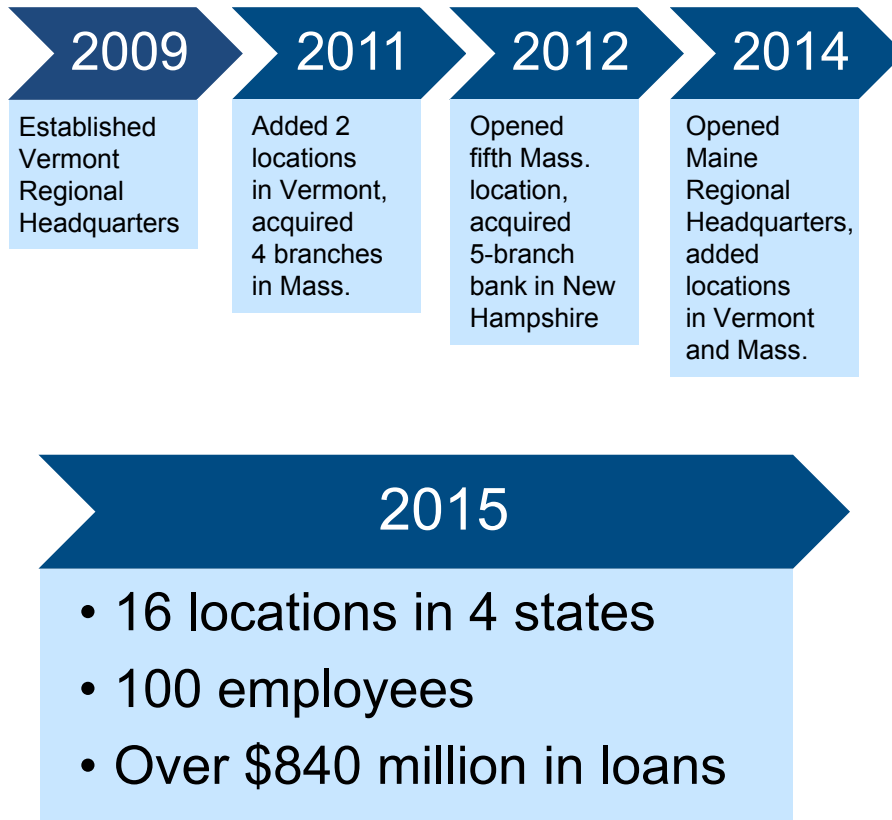 2009
Established
Vermont
Regional
Headquarters
2011
Added 2
locations
in Vermont,
acquired
4 branches
in Mass.
2012
Opened
fifth Mass.
location,
acquired
5-branch
bank in New
Hampshire
2014
Opened
Maine
Regional
Headquarters,
added
locations
in Vermont
and Mass.
2015
• 16 locations in 4 states
• 100 employees
• Over $840 million in loans